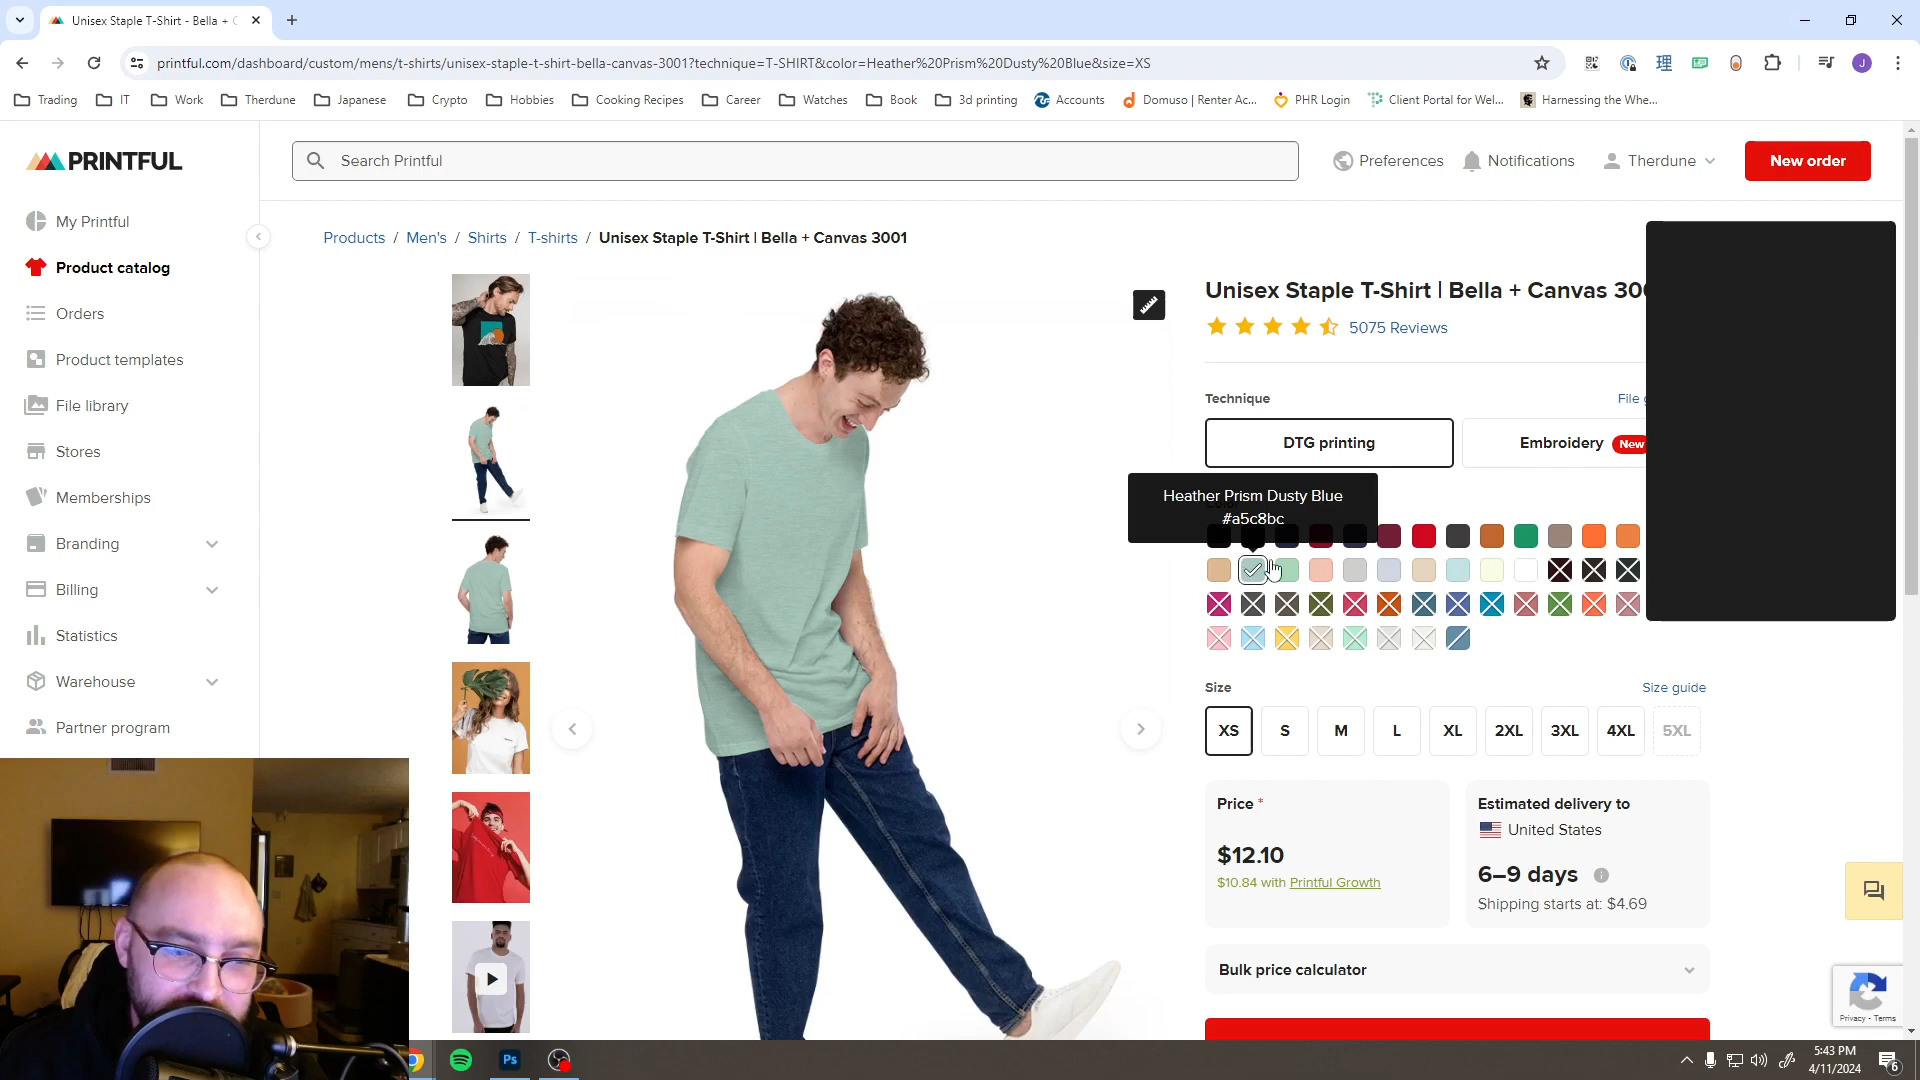 Unisex Staple T-Shirt - Bella + C
printful.com/dashboard/custom/mens/t-shirts/unisex-staple-t-shirt-bella-canvas-3001?technique=T-SHIRT&color=Heather%20Prism%20Dusty%20Blue&size=XS
J
Trading IT Work Therdune Japanese Crypto Hobbies Cooking Recipes Career Watches Book 3d printing Accounts Domuso | Renter Ac... PHR Login Client Portal for Wel... Harnessing the Whe...
PRINTFUL
Search Printful
Preferences Notifications Therdune New order
My Printful
Product catalog
Orders
Product templates
File library
Stores
Memberships
Branding
Billing
Statistics
Warehouse
Partner program
Products / Men's / Shirts / T-shirts / Unisex Staple T-Shirt | Bella + Canvas 3001
Unisex Staple T-Shirt | Bella + Canvas 30
5075 Reviews
Technique File
DTG printing Embroidery New
Heather Prism Dusty Blue
#a5c8bc
Size Size guide
XS S M L XL 2XL 3XL 4XL 5XL
Price *
$12.10
$10.84 with Printful Growth
Estimated delivery to
United States
6–9 days
Shipping starts at: $4.69
Bulk price calculator
Privacy - Terms
Ps
5:43 PM
4/11/2024
6